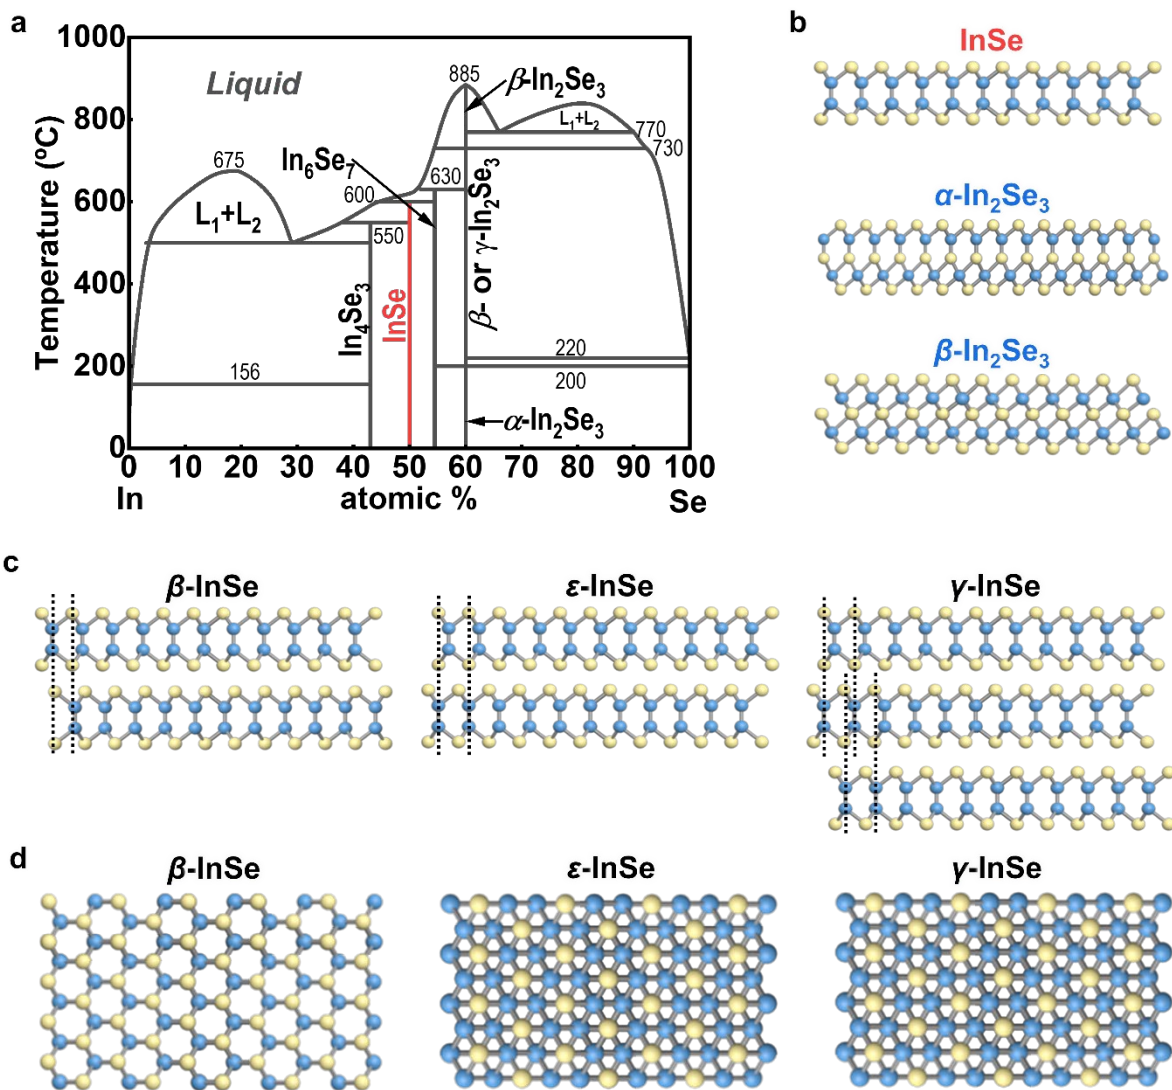 a
Temperature (ºC)
1000
800
600
400
200
0
Liquid
885
β-In2Se3
675
L1+L2
In6Se7
600
630
L1+L2
770
730
550
500
In4Se3
InSe
β- or γ-In2Se3
156
220
200
α-In2Se3
0 10 20 30 40 50 60 70 80 90 100
In atomic % Se
b
InSe
α-In2Se3
β-In2Se3
c
β-InSe ε-InSe γ-InSe
d
β-InSe ε-InSe γ-InSe